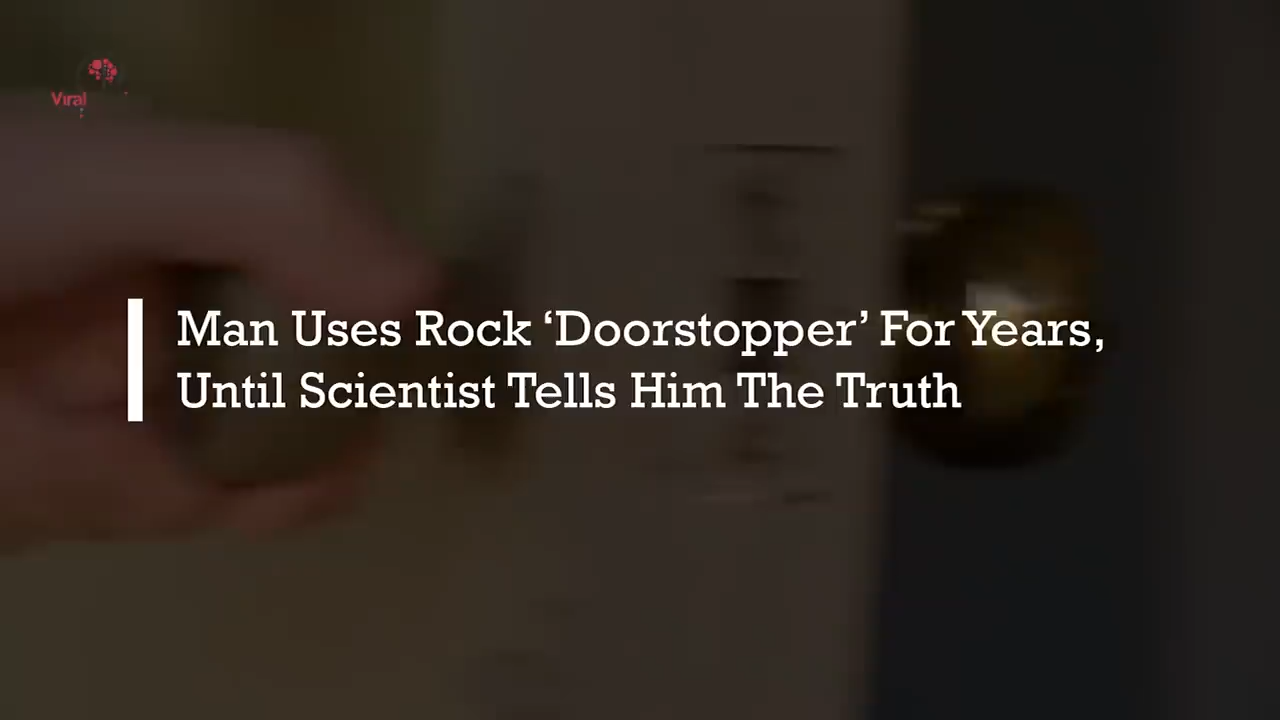 Viral
Man Uses Rock ‘Doorstopper’ For Years,
Until Scientist Tells Him The Truth